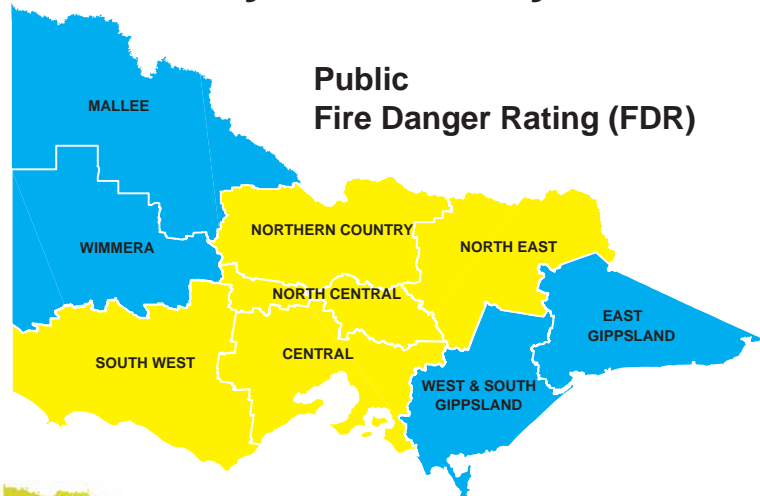 Public
Fire Danger Rating (FDR)
MALLEE
NORTHERN COUNTRY
WIMMERA
NORTH EAST
NORTH CENTRAL
EAST
GIPPSLAND
SOUTH WEST
CENTRAL
WEST & SOUTH
GIPPSLAND